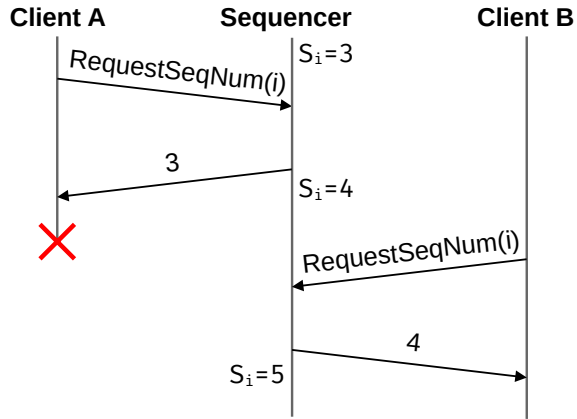 Client A Sequencer Client B
Sᵢ=3
RequestSeqNum(i)
3
Sᵢ=4
RequestSeqNum(i)
4
Sᵢ=5